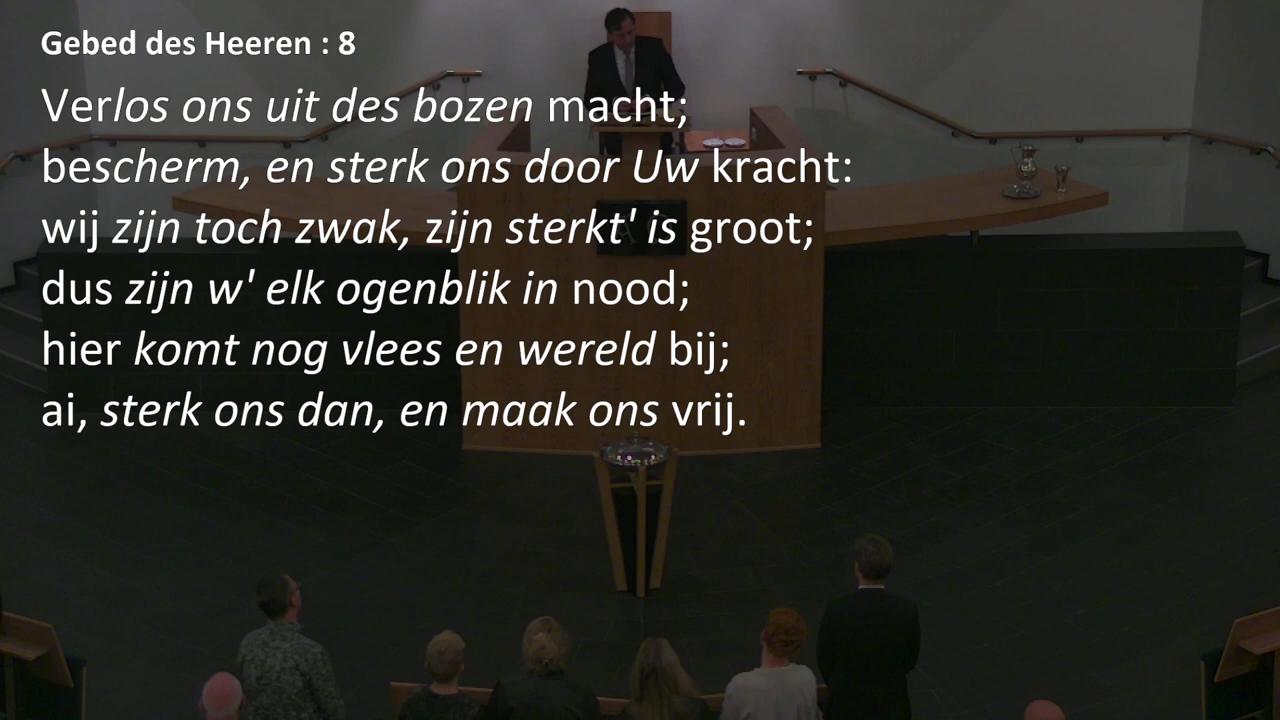 Gebed des Heeren : 8
Verlos ons uit des bozen macht;
bescherm, en sterk ons door Uw kracht:
wij zijn toch zwak, zijn sterkt' is groot;
dus zijn w' elk ogenblik in nood;
hier komt nog vlees en wereld bij;
ai, sterk ons dan, en maak ons vrij.